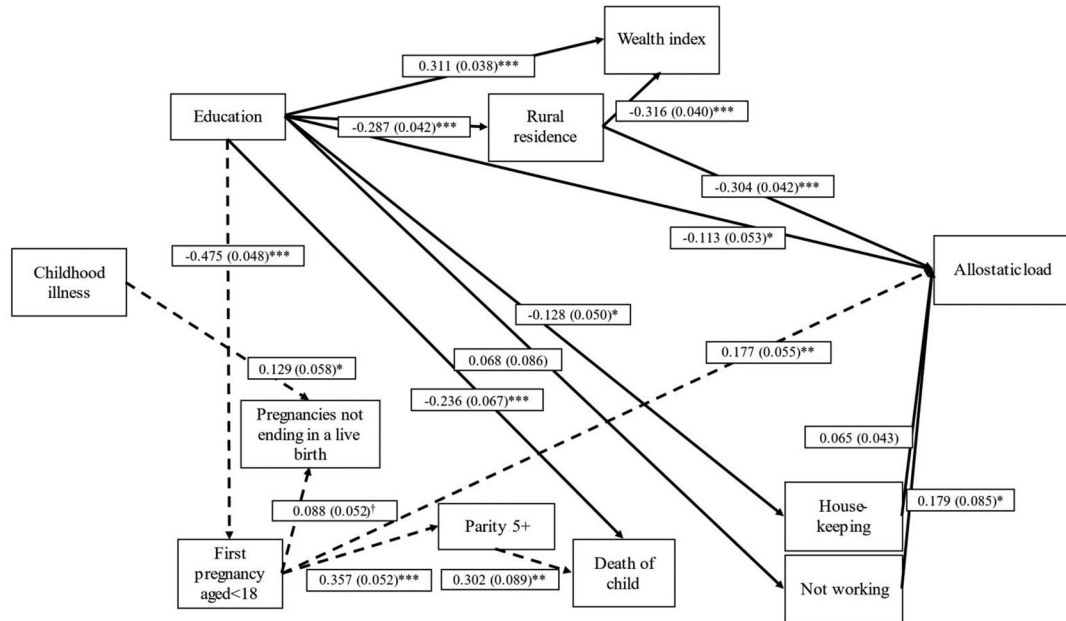 Wealth index
0.311 (0.038)***
Education
-0.287 (0.042)***
Rural
residence
-0.316 (0.040)***
-0.304 (0.042)***
-0.113 (0.053)*
-0.475 (0.048)***
Childhood
illness
Allostatic load
-0.128 (0.050)*
0.068 (0.086)
0.177 (0.055)**
0.129 (0.058)*
-0.236 (0.067)***
Pregnancies not
ending in a live
birth
0.065 (0.043)
0.088 (0.052)†
Parity 5+
House-
keeping
0.179 (0.085)*
First
pregnancy
aged<18
0.357 (0.052)***
0.302 (0.089)**
Death of
child
Not working